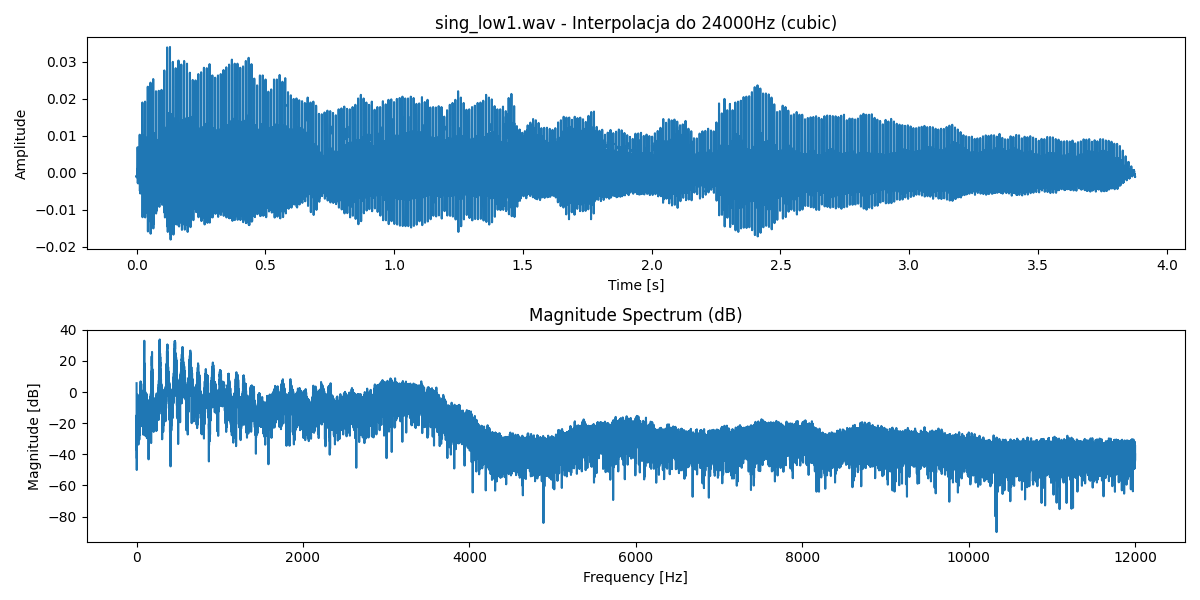 sing_low1.wav - Interpolacja do 24000Hz (cubic)
Amplitude
0.03
0.02
0.01
0.00
−0.01
−0.02
0.0 0.5 1.0 1.5 2.0 2.5 3.0 3.5 4.0
Time [s]
Magnitude Spectrum (dB)
Magnitude [dB]
40
20
0
−20
−40
−60
−80
0 2000 4000 6000 8000 10000 12000
Frequency [Hz]